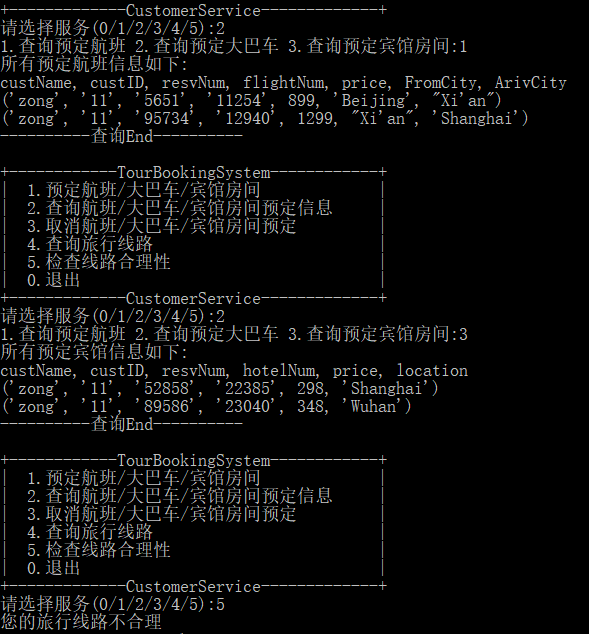 +-------------CustomerService-------------+
请选择服务(0/1/2/3/4/5):2
1.查询预定航班 2.查询预定大巴车 3.查询预定宾馆房间:1
所有预定航班信息如下:
custName, custID, resvNum, flightNum, price, FromCity, ArivCity
('zong', '11', '5651', '11254', 899, 'Beijing', "Xi'an")
('zong', '11', '95734', '12940', 1299, "Xi'an", 'Shanghai')
----------查询End----------
+------------TourBookingSystem------------+
|  1.预定航班/大巴车/宾馆房间             |
|  2.查询航班/大巴车/宾馆房间预定信息     |
|  3.取消航班/大巴车/宾馆房间预定         |
|  4.查询旅行线路                         |
|  5.检查线路合理性                       |
|  0.退出                                 |
+-------------CustomerService-------------+
请选择服务(0/1/2/3/4/5):2
1.查询预定航班 2.查询预定大巴车 3.查询预定宾馆房间:3
所有预定宾馆信息如下:
custName, custID, resvNum, hotelNum, price, location
('zong', '11', '52858', '22385', 298, 'Shanghai')
('zong', '11', '89586', '23040', 348, 'Wuhan')
----------查询End----------
+------------TourBookingSystem------------+
|  1.预定航班/大巴车/宾馆房间             |
|  2.查询航班/大巴车/宾馆房间预定信息     |
|  3.取消航班/大巴车/宾馆房间预定         |
|  4.查询旅行线路                         |
|  5.检查线路合理性                       |
|  0.退出                                 |
+-------------CustomerService-------------+
请选择服务(0/1/2/3/4/5):5
您的旅行线路不合理